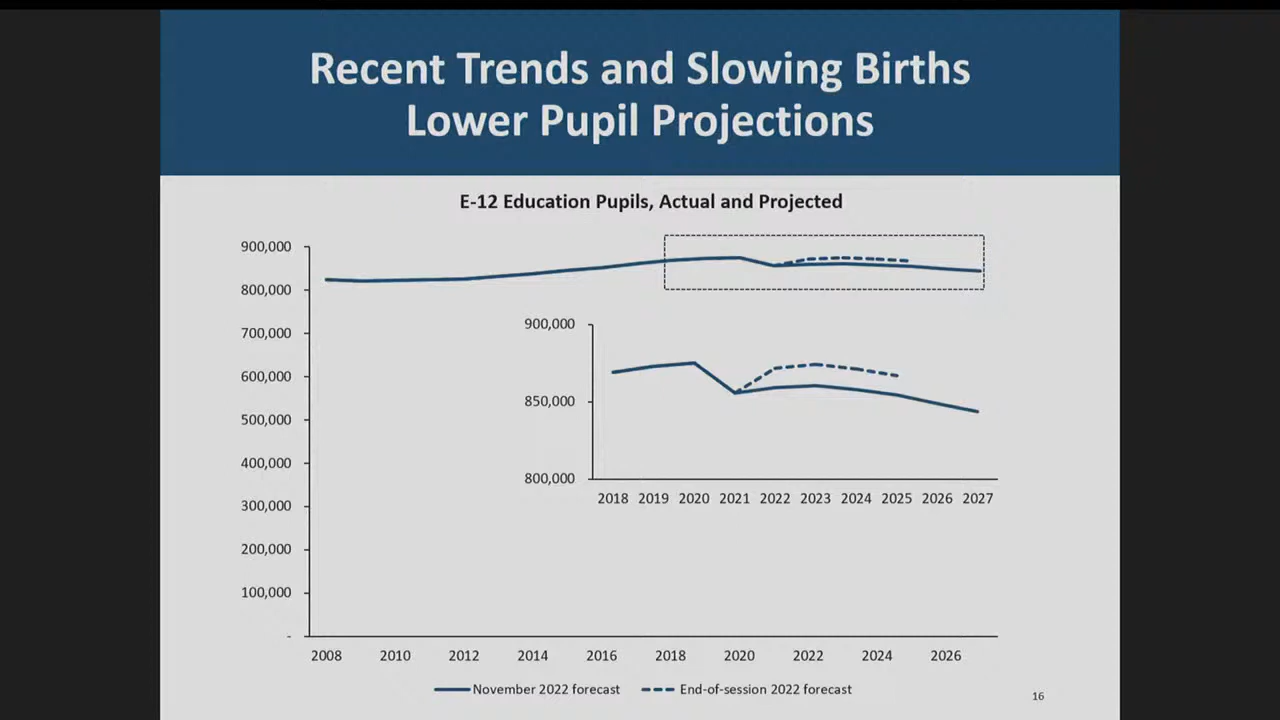 Recent Trends and Slowing Births
Lower Pupil Projections
E-12 Education Pupils, Actual and Projected
900,000
800,000
700,000
600,000
500,000
400,000
300,000
200,000
100,000
-
2008 2010 2012 2014 2016 2018 2020 2022 2024 2026
900,000
850,000
800,000
2018 2019 2020 2021 2022 2023 2024 2025 2026 2027
November 2022 forecast End-of-session 2022 forecast
16